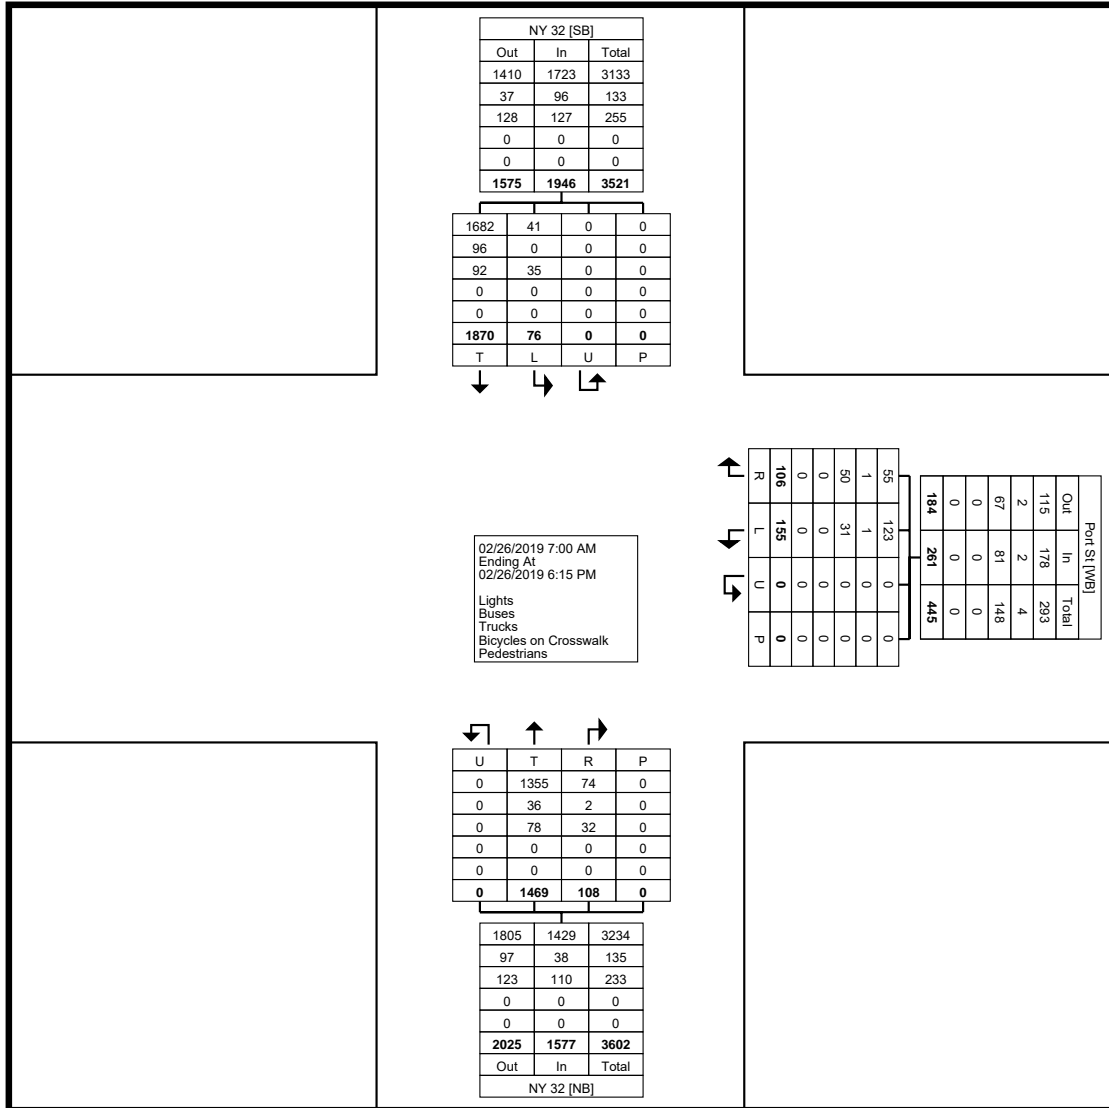 NY 32 [SB]
Out In Total
1410 1723 3133
37 96 133
128 127 255
0 0 0
0 0 0
1575 1946 3521
1682 41 0 0
96 0 0 0
92 35 0 0
0 0 0 0
0 0 0 0
1870 76 0 0
T L U P
Port St [WB]
Out In Total
115 178 293
2 2 4
67 81 148
0 0 0
0 0 0
184 261 445
55 123 0 0
1 1 0 0
50 31 0 0
0 0 0 0
0 0 0 0
106 155 0 0
R L U P
02/26/2019 7:00 AM
Ending At
02/26/2019 6:15 PM
Lights
Buses
Trucks
Bicycles on Crosswalk
Pedestrians
U T R P
0 1355 74 0
0 36 2 0
0 78 32 0
0 0 0 0
0 0 0 0
0 1469 108 0
1805 1429 3234
97 38 135
123 110 233
0 0 0
0 0 0
2025 1577 3602
Out In Total
NY 32 [NB]